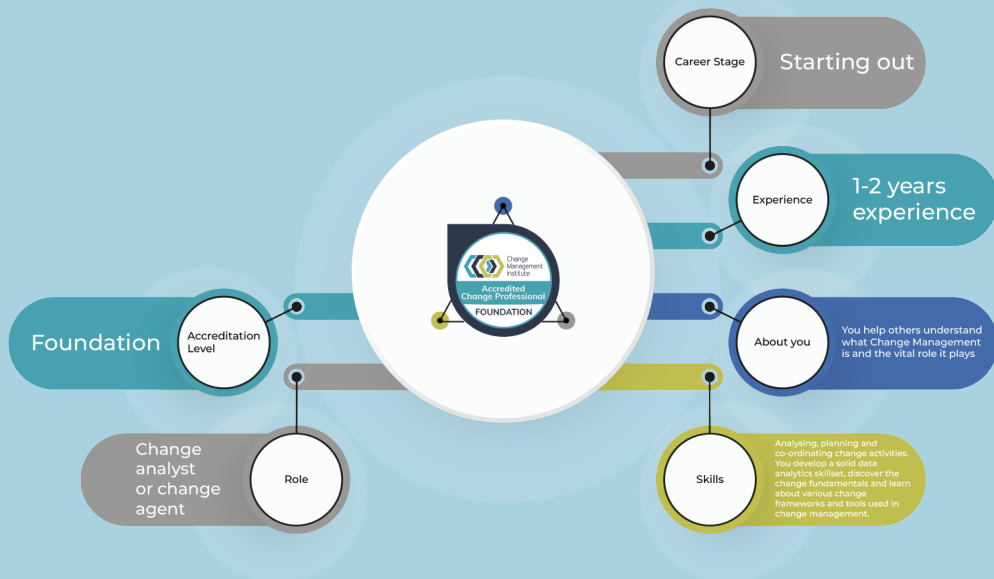 Career Stage
Starting out
Experience
1-2 years
experience
About you
You help others understand
what Change Management
is and the vital role it plays
Skills
Analysing, planning and
co-ordinating change activities.
You develop a solid data
analytics skillset, discover the
change fundamentals and learn
about various change
frameworks and tools used in
change management.
Change
Management
Institute
Accredited
Change Professional
FOUNDATION
Foundation
Accreditation
Level
Change
analyst
or change
agent
Role